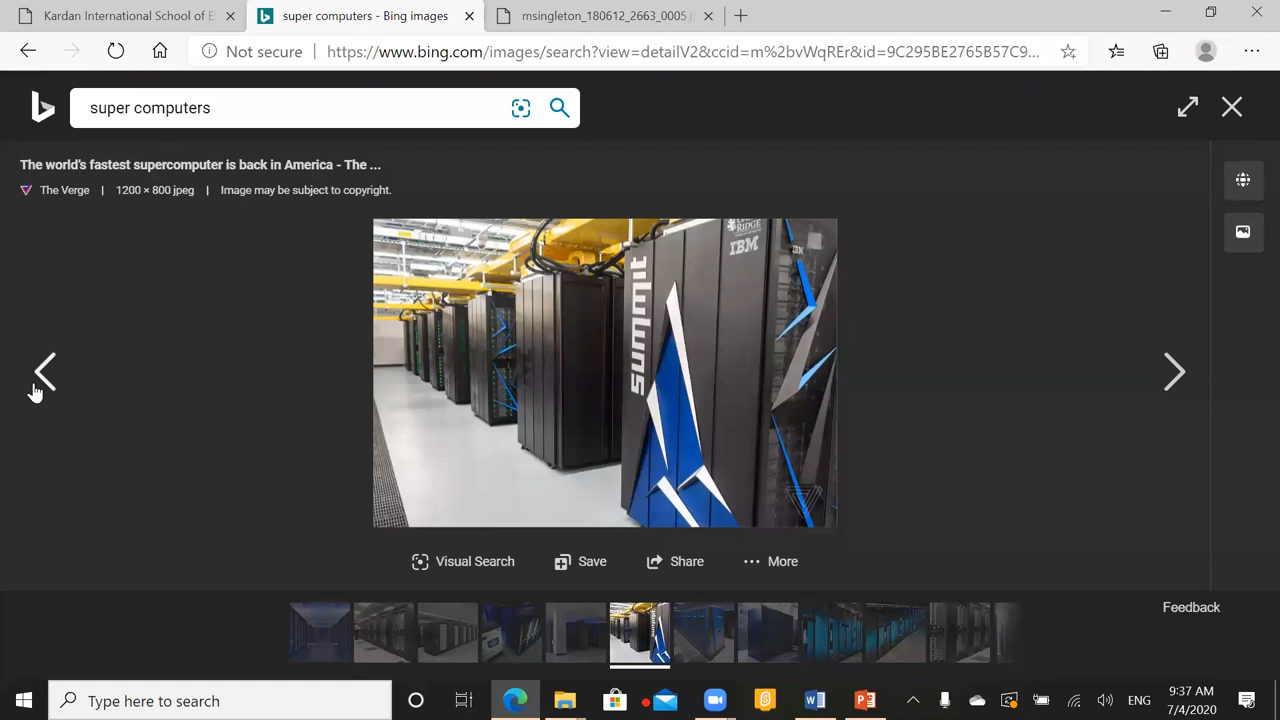 Kardan International School of E
super computers - Bing images
msingleton_180612_2663_0005.j
Not secure
https://www.bing.com/images/search?view=detailV2&ccid=m%2bvWqREr&id=9C295BE2765B57C9...
super computers
The world's fastest supercomputer is back in America - The ...
The Verge | 1200 × 800 jpeg | Image may be subject to copyright.
RIDGE
IBM
summit
Visual Search
Save
Share
More
Feedback
Type here to search
ENG
9:37 AM
7/4/2020